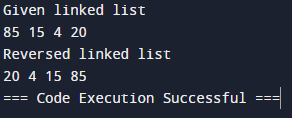 Given linked list
85 15 4 20
Reversed linked list
20 4 15 85
=== Code Execution Successful ===